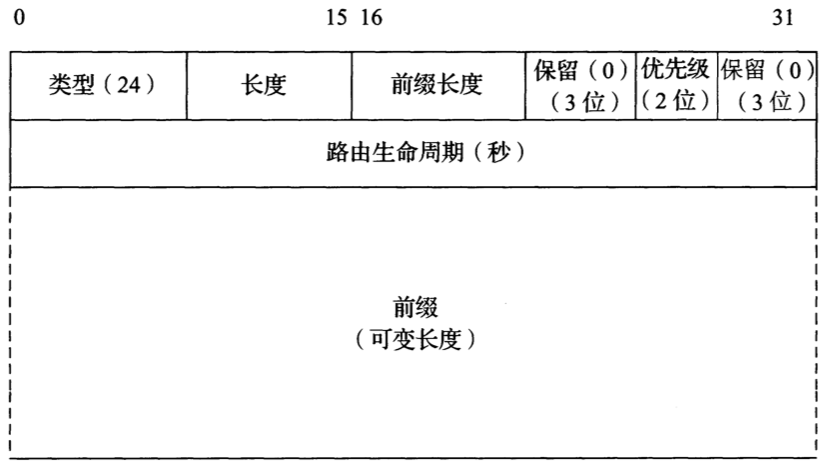 0 15 16 31
类型（24） 长度 前缀长度 保留（0） 优先级 保留（0）
（3位） （2位） （3位）
路由生命周期（秒）
前缀
（可变长度）